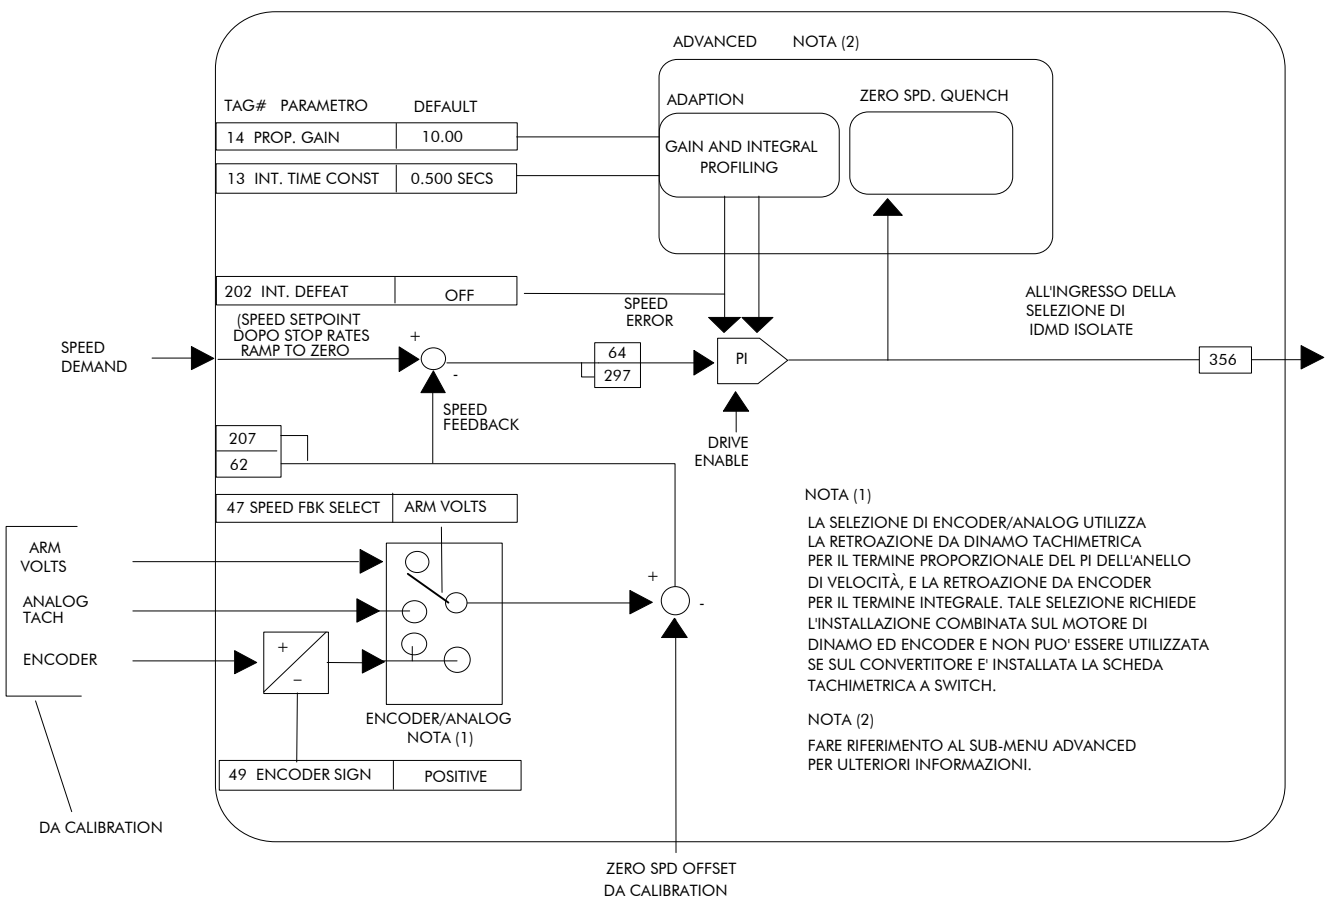 ADVANCED NOTA (2)
TAG# PARAMETRO DEFAULT
14 PROP. GAIN 10.00
13 INT. TIME CONST 0.500 SECS
ADAPTION
GAIN AND INTEGRAL
PROFILING
ZERO SPD. QUENCH
202 INT. DEFEAT OFF
(SPEED SETPOINT
DOPO STOP RATES
RAMP TO ZERO
SPEED
DEMAND
+
-
SPEED
ERROR
64
297
PI
ALL'INGRESSO DELLA
SELEZIONE DI
IDMD ISOLATE
356
SPEED
FEEDBACK
DRIVE
ENABLE
207
62
47 SPEED FBK SELECT ARM VOLTS
ARM
VOLTS
ANALOG
TACH
ENCODER
+
-
+
-
ENCODER/ANALOG
NOTA (1)
49 ENCODER SIGN POSITIVE
DA CALIBRATION
ZERO SPD OFFSET
DA CALIBRATION
NOTA (1)
LA SELEZIONE DI ENCODER/ANALOG UTILIZZA
LA RETROAZIONE DA DINAMO TACHIMETRICA
PER IL TERMINE PROPORZIONALE DEL PI DELL'ANELLO
DI VELOCITÀ, E LA RETROAZIONE DA ENCODER
PER IL TERMINE INTEGRALE. TALE SELEZIONE RICHIEDE
L'INSTALLAZIONE COMBINATA SUL MOTORE DI
DINAMO ED ENCODER E NON PUO' ESSERE UTILIZZATA
SE SUL CONVERTITORE E' INSTALLATA LA SCHEDA
TACHIMETRICA A SWITCH.
NOTA (2)
FARE RIFERIMENTO AL SUB-MENU ADVANCED
PER ULTERIORI INFORMAZIONI.